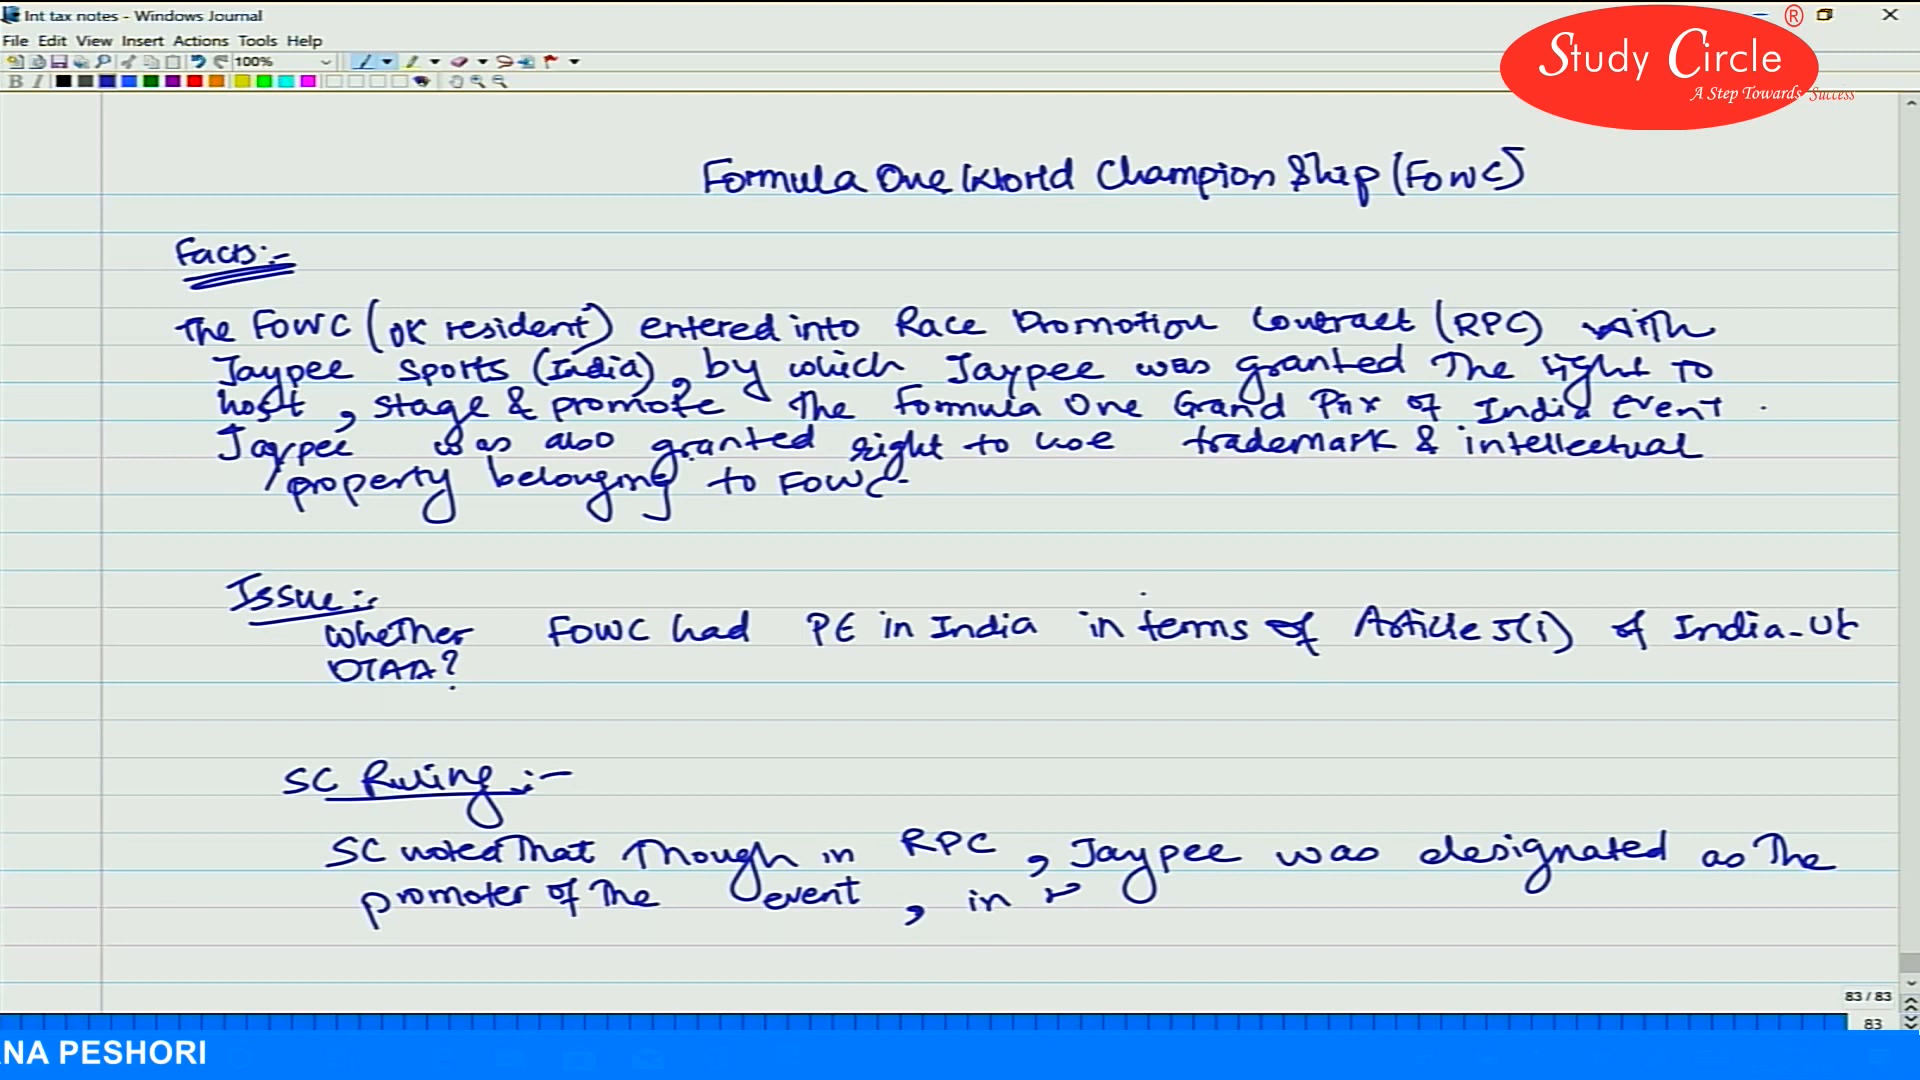 Int tax notes - Windows Journal
File Edit View Insert Actions Tools Help
100%
B I
Study Circle ®
A Step Towards Success
Formula One World Championship (FOWC)
Facts:-
The FOWC (UK resident) entered into Race Promotion Contract (RPC) with
Jaypee Sports (India), by which Jaypee was granted the right to
host, stage & promote the Formula One Grand Prix of India event.
Jaypee was also granted right to use trademark & intellectual
property belonging to FOWC.
Issue:-
Whether FOWC had PE in India in terms of Article 5(1) of India-UK
DTAA?
SC Ruling:-
SC noted that though in RPC, Jaypee was designated as the
promoter of the event, in
83 / 83
83
ANA PESHORI